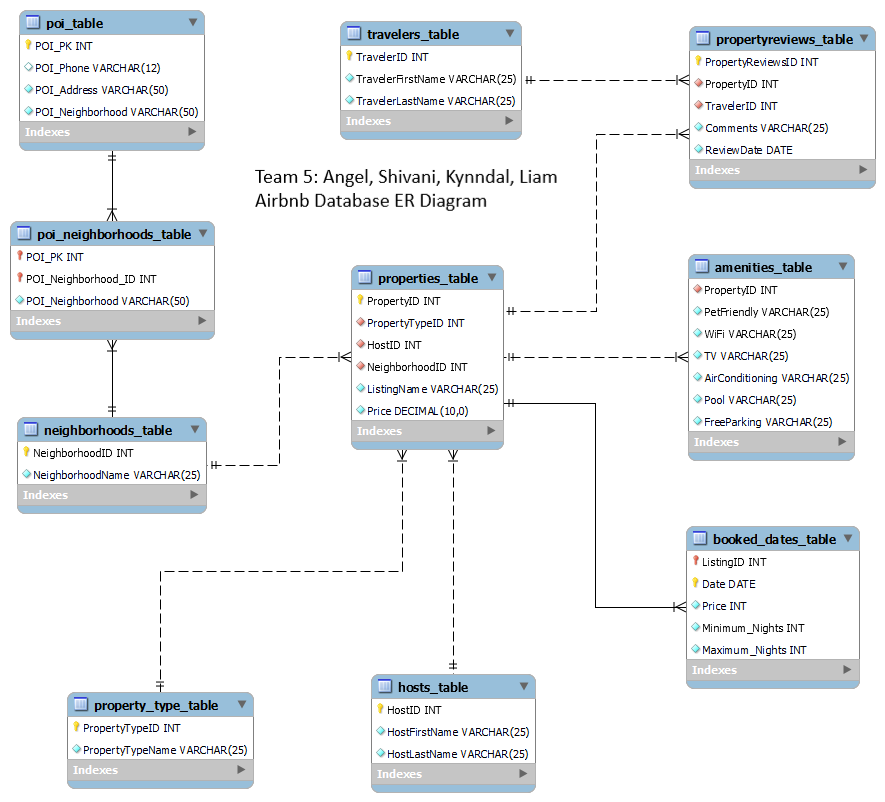 poi_table
POI_PK INT
POI_Phone VARCHAR(12)
POI_Address VARCHAR(50)
POI_Neighborhood VARCHAR(50)
Indexes
travelers_table
TravelerID INT
TravelerFirstName VARCHAR(25)
TravelerLastName VARCHAR(25)
Indexes
propertyreviews_table
PropertyReviewsID INT
PropertyID INT
TravelerID INT
Comments VARCHAR(25)
ReviewDate DATE
Indexes
Team 5: Angel, Shivani, Kynndal, Liam
Airbnb Database ER Diagram
poi_neighborhoods_table
POI_PK INT
POI_Neighborhood_ID INT
POI_Neighborhood VARCHAR(50)
Indexes
properties_table
PropertyID INT
PropertyTypeID INT
HostID INT
NeighborhoodID INT
ListingName VARCHAR(25)
Price DECIMAL(10,0)
Indexes
amenities_table
PropertyID INT
PetFriendly VARCHAR(25)
WiFi VARCHAR(25)
TV VARCHAR(25)
AirConditioning VARCHAR(25)
Pool VARCHAR(25)
FreeParking VARCHAR(25)
Indexes
neighborhoods_table
NeighborhoodID INT
NeighborhoodName VARCHAR(25)
Indexes
booked_dates_table
ListingID INT
Date DATE
Price INT
Minimum_Nights INT
Maximum_Nights INT
Indexes
property_type_table
PropertyTypeID INT
PropertyTypeName VARCHAR(25)
Indexes
hosts_table
HostID INT
HostFirstName VARCHAR(25)
HostLastName VARCHAR(25)
Indexes